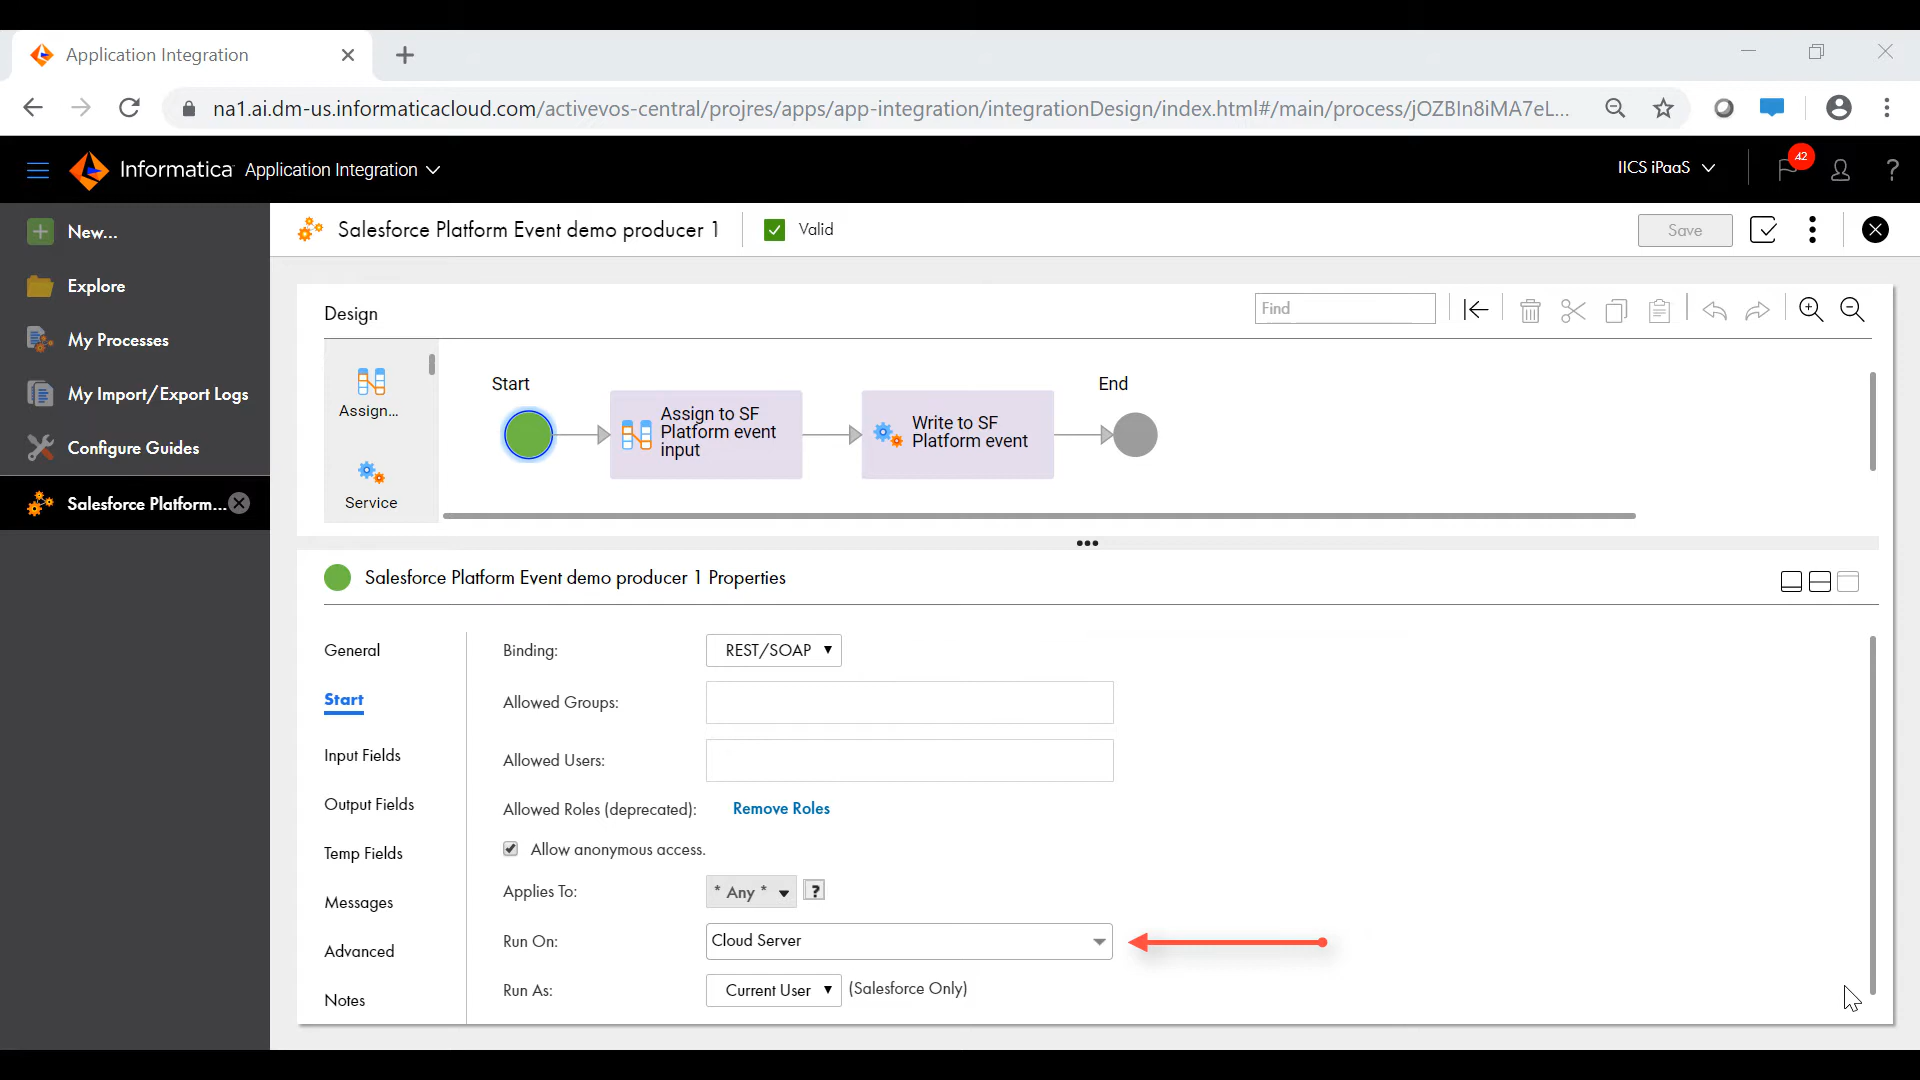 Application Integration
na1.ai.dm-us.informaticacloud.com/activevos-central/projres/apps/app-integration/integrationDesign/index.html#/main/process/jOZBIn8iMA7eL...
Informatica Application Integration
IICS iPaaS
42
?
New...
Explore
My Processes
My Import/Export Logs
Configure Guides
Salesforce Platform...
Salesforce Platform Event demo producer 1
Valid
Save
Design
Find
Assign...
Service
Start
Assign to SF
Platform event
input
Write to SF
Platform event
End
Salesforce Platform Event demo producer 1 Properties
General
Start
Input Fields
Output Fields
Temp Fields
Messages
Advanced
Notes
Binding: REST/SOAP
Allowed Groups:
Allowed Users:
Allowed Roles (deprecated): Remove Roles
Allow anonymous access.
Applies To: * Any * ?
Run On: Cloud Server
Run As: Current User (Salesforce Only)